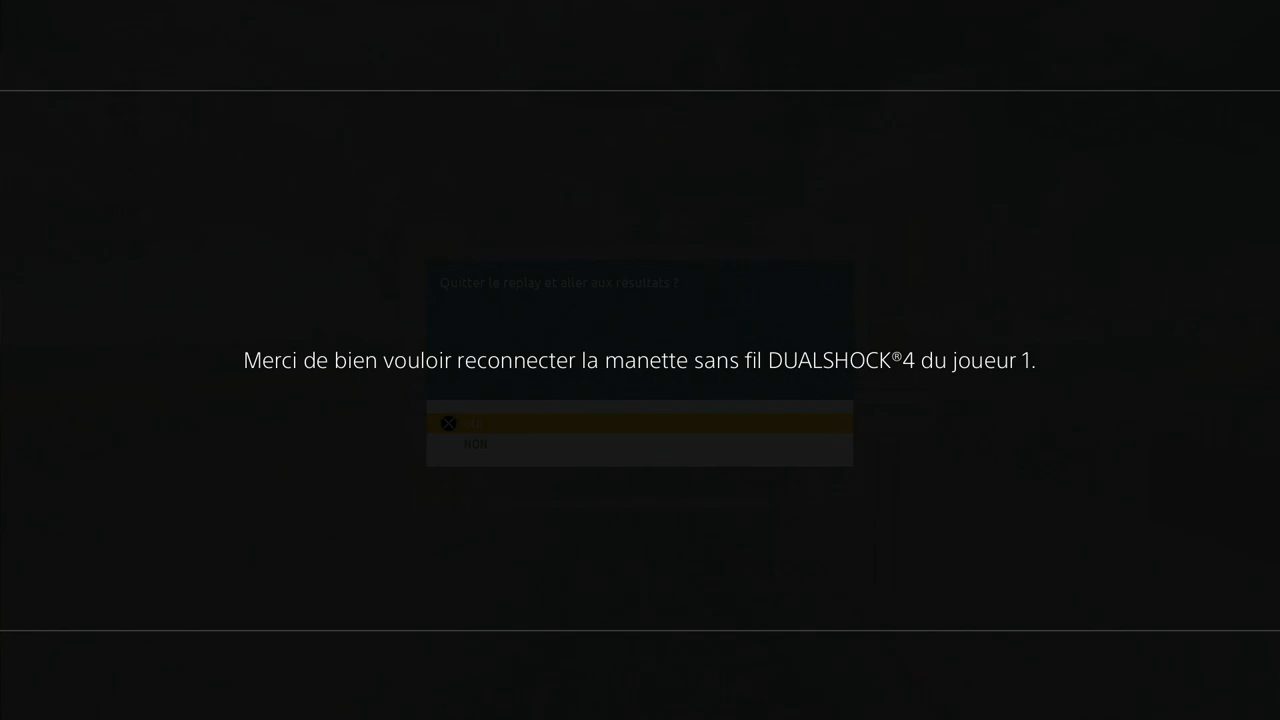 Quitter le replay et aller aux résultats ?
Merci de bien vouloir reconnecter la manette sans fil DUALSHOCK®4 du joueur 1.
NON